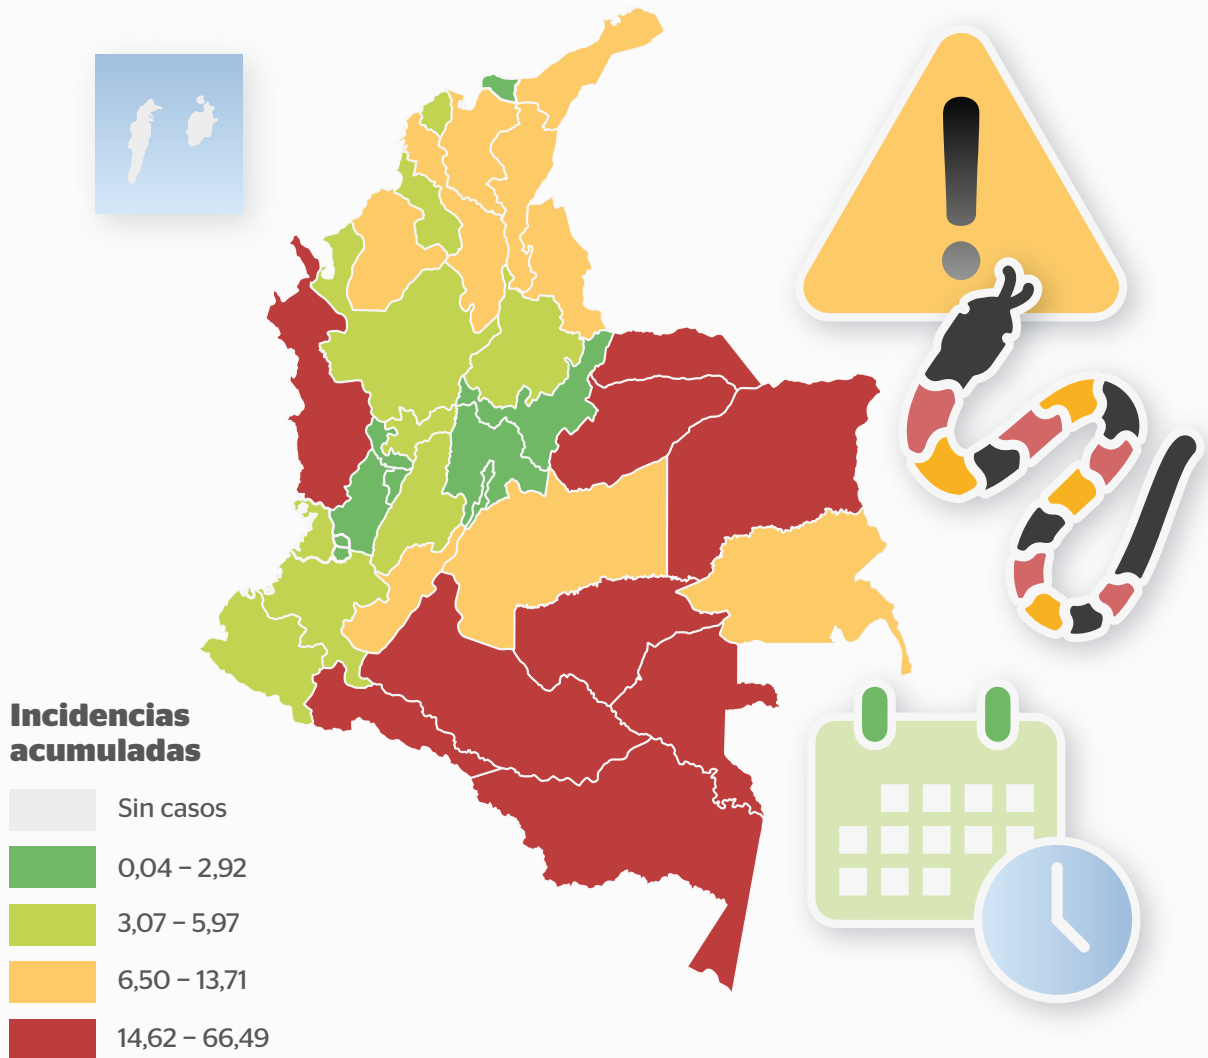 Incidencias
acumuladas
Sin casos
0,04 – 2,92
3,07 – 5,97
6,50 – 13,71
14,62 – 66,49